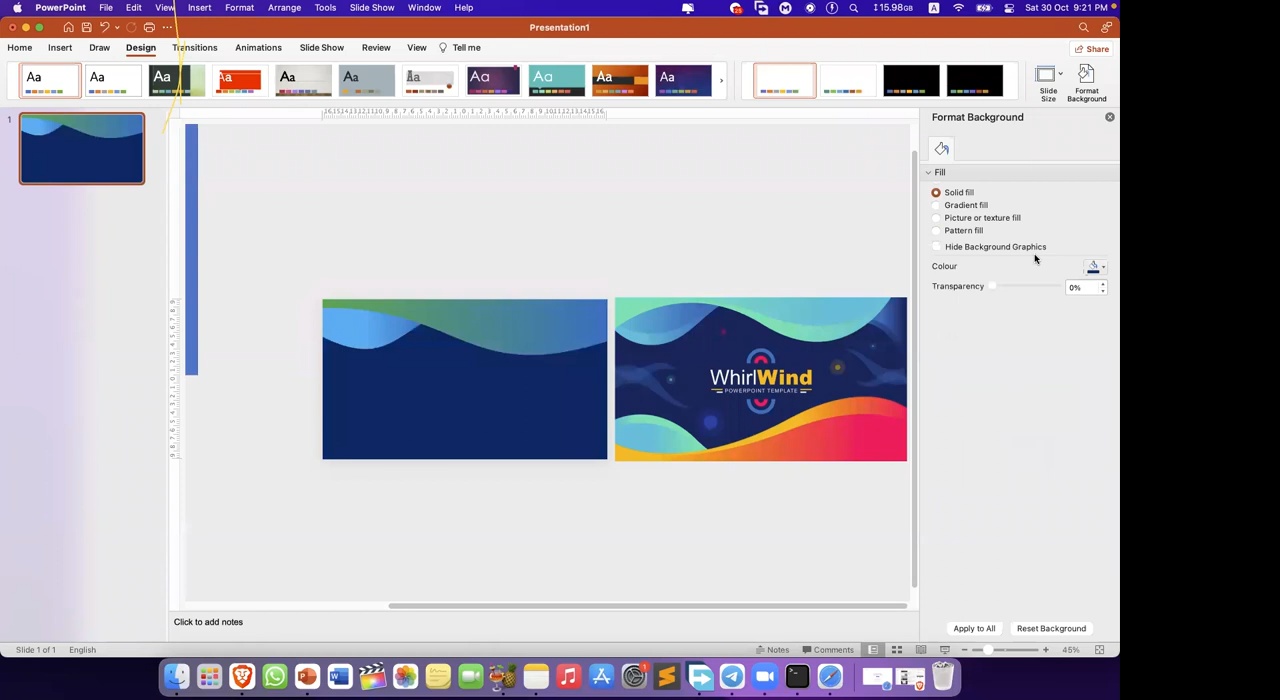 PowerPoint File Edit View Insert Format Arrange Tools Slide Show Window Help 15.98GB A Sat 30 Oct 9:21 PM
Presentation1
Home Insert Draw Design Transitions Animations Slide Show Review View Tell me Share
Aa Aa Aa Aa Aa Aa Aa Aa Aa Aa Aa
Slide Size
Format Background
Format Background
1
Fill
Solid fill
Gradient fill
Picture or texture fill
Pattern fill
Hide Background Graphics
Colour
Transparency 0%
WhirlWind
POWERPOINT TEMPLATE
Click to add notes
Apply to All Reset Background
Slide 1 of 1 English Notes Comments 45%